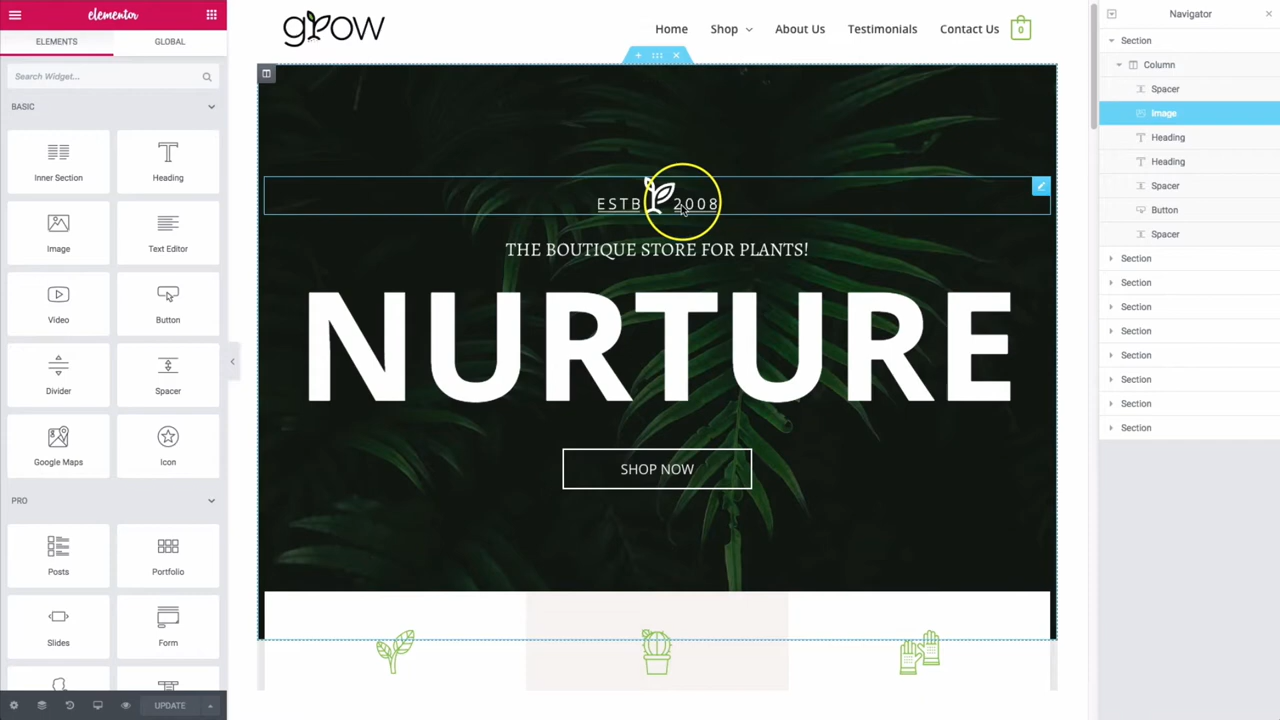 elementor
ELEMENTS
GLOBAL
Search Widget...
BASIC
Inner Section
Heading
Image
Text Editor
Video
Button
Divider
Spacer
Google Maps
Icon
PRO
Posts
Portfolio
Slides
Form
UPDATE
grow
Home
Shop
About Us
Testimonials
Contact Us
0
ESTB 2008
THE BOUTIQUE STORE FOR PLANTS!
NURTURE
SHOP NOW
Navigator
Section
Column
Spacer
Image
Heading
Heading
Spacer
Button
Spacer
Section
Section
Section
Section
Section
Section
Section
Section